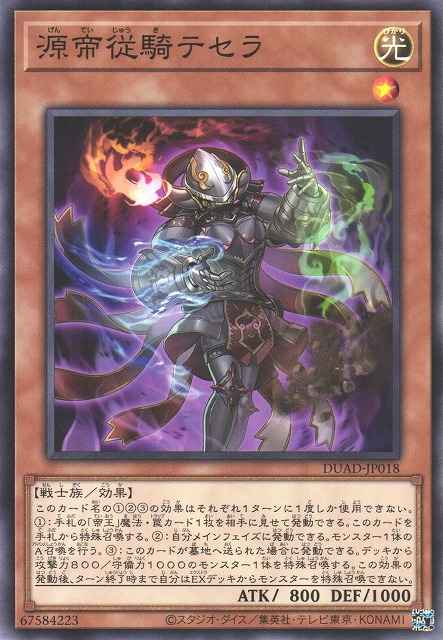 源帝従騎テセラ
光
DUAD-JP018
【戦士族/効果】
このカード名の①②③の効果はそれぞれ1ターンに1度しか使用できない。
①:手札の「帝王」魔法・罠カード1枚を相手に見せて発動できる。このカードを
手札から特殊召喚する。②:自分メインフェイズに発動できる。モンスター1体の
A召喚を行う。③:このカードが墓地へ送られた場合に発動できる。デッキから
攻撃力800/守備力1000のモンスター1体を特殊召喚する。この効果の
発動後、ターン終了時まで自分はEXデッキからモンスターを特殊召喚できない。
ATK/ 800 DEF/1000
67584223 ©スタジオ・ダイス/集英社・テレビ東京・KONAMI